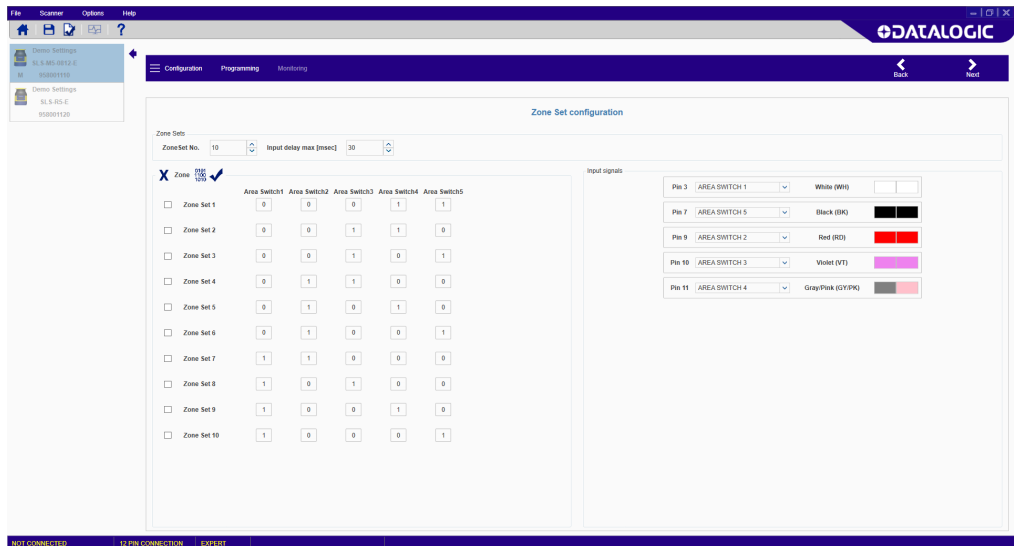 File Scanner Options Help
DATALOGIC
Demo Settings
SLS-M5-0812-E
M 958001110
Demo Settings
SLS-R5-E
958001120
Configuration Programming Monitoring Back Next
Zone Set configuration
Zone Sets
ZoneSet No. 10 Input delay max [msec] 30
X Zone 0101 1100 1010
Input signals
Area Switch1 Area Switch2 Area Switch3 Area Switch4 Area Switch5
Zone Set 1 0 0 0 1 1
Zone Set 2 0 0 1 1 0
Zone Set 3 0 0 1 0 1
Zone Set 4 0 1 1 0 0
Zone Set 5 0 1 0 1 0
Zone Set 6 0 1 0 0 1
Zone Set 7 1 1 0 0 0
Zone Set 8 1 0 1 0 0
Zone Set 9 1 0 0 1 0
Zone Set 10 1 0 0 0 1
Pin 3 AREA SWITCH 1 White (WH)
Pin 7 AREA SWITCH 5 Black (BK)
Pin 9 AREA SWITCH 2 Red (RD)
Pin 10 AREA SWITCH 3 Violet (VT)
Pin 11 AREA SWITCH 4 Gray/Pink (GY/PK)
NOT CONNECTED 12 PIN CONNECTION EXPERT